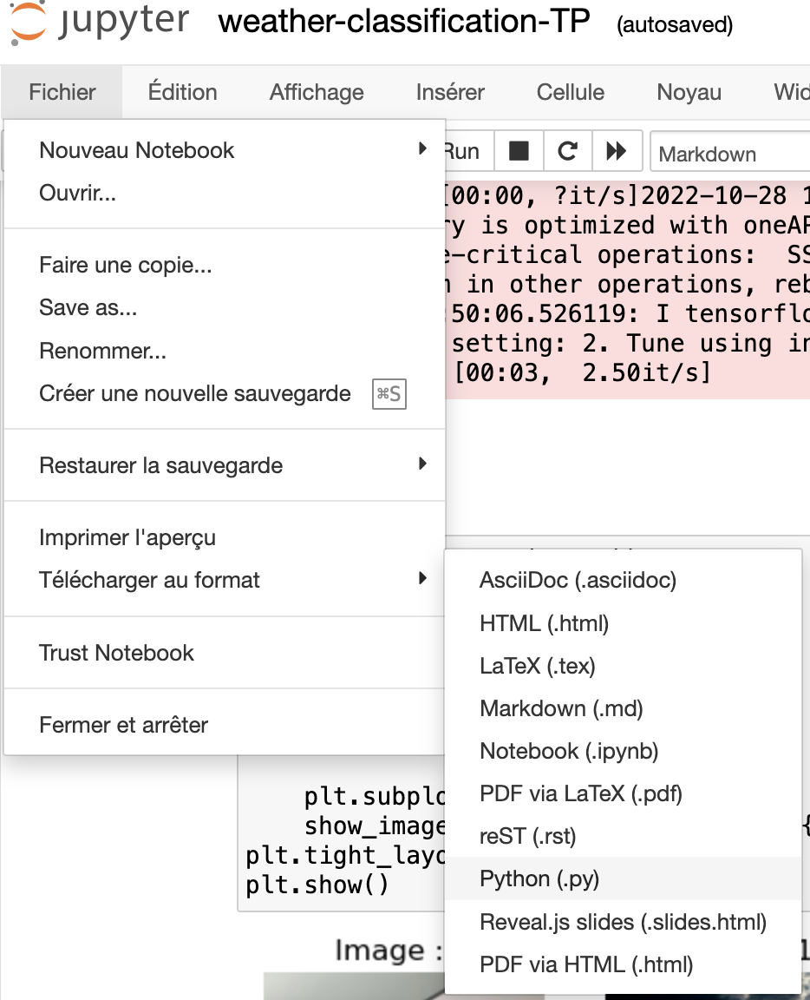 jupyter weather-classification-TP (autosaved)
Fichier Édition Affichage Insérer Cellule Noyau
Nouveau Notebook
Ouvrir...
Faire une copie...
Save as...
Renommer...
Créer une nouvelle sauvegarde ⌘S
Restaurer la sauvegarde
Imprimer l'aperçu
Télécharger au format
Trust Notebook
Fermer et arrêter
Run Markdown
[00:00, ?it/s]2022-10-28 1
ry is optimized with oneAP
e-critical operations: SS
n in other operations, reb
:50:06.526119: I tensorflo
setting: 2. Tune using in
[00:03, 2.50it/s]
AsciiDoc (.asciidoc)
HTML (.html)
LaTeX (.tex)
Markdown (.md)
Notebook (.ipynb)
PDF via LaTeX (.pdf)
reST (.rst)
Python (.py)
Reveal.js slides (.slides.html)
PDF via HTML (.html)
plt.subplo
show_image {
plt.tight_layo
plt.show()
Image :